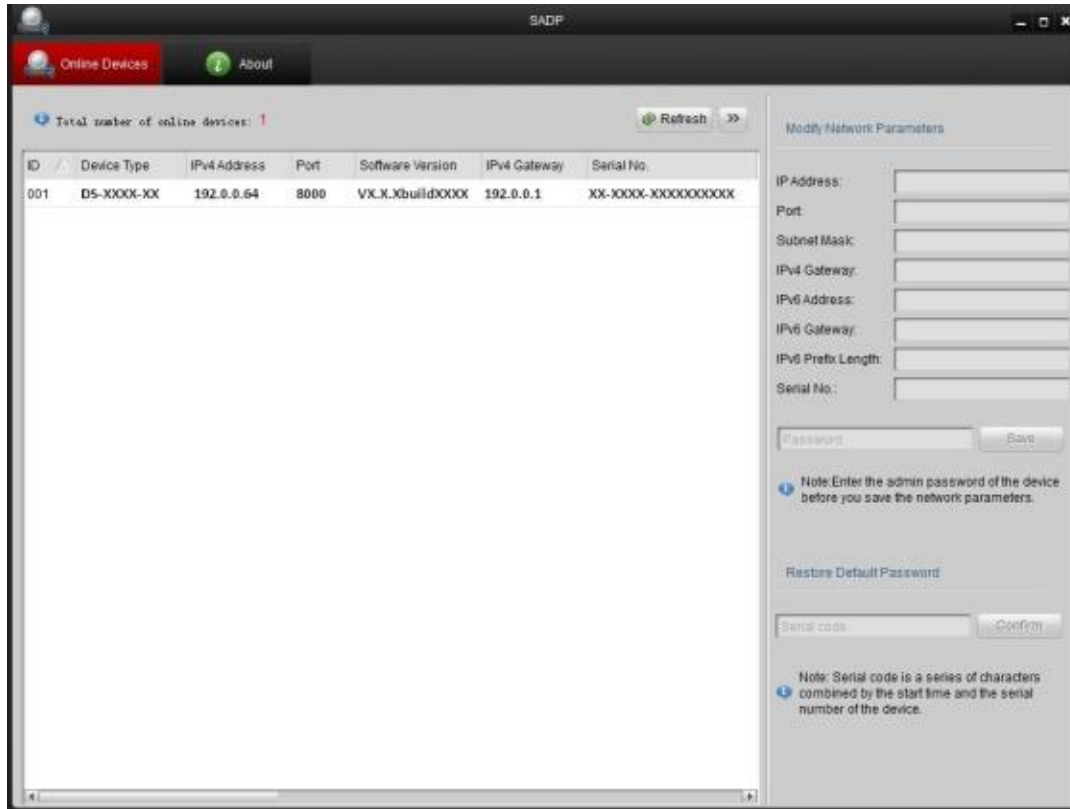 SADP
Online Devices About
Total number of online devices: 1
Refresh
ID Device Type IPv4 Address Port Software Version IPv4 Gateway Serial No.
001 DS-XXXX-XX 192.0.0.64 8000 VX.X.XbuildXXXX 192.0.0.1 XX-XXXX-XXXXXXXXXX
Modify Network Parameters
IP Address:
Port:
Subnet Mask:
IPv4 Gateway:
IPv6 Address:
IPv6 Gateway:
IPv6 Prefix Length:
Serial No.:
Password Save
Note:Enter the admin password of the device
before you save the network parameters.
Restore Default Password
Serial code Confirm
Note: Serial code is a series of characters
combined by the start time and the serial
number of the device.